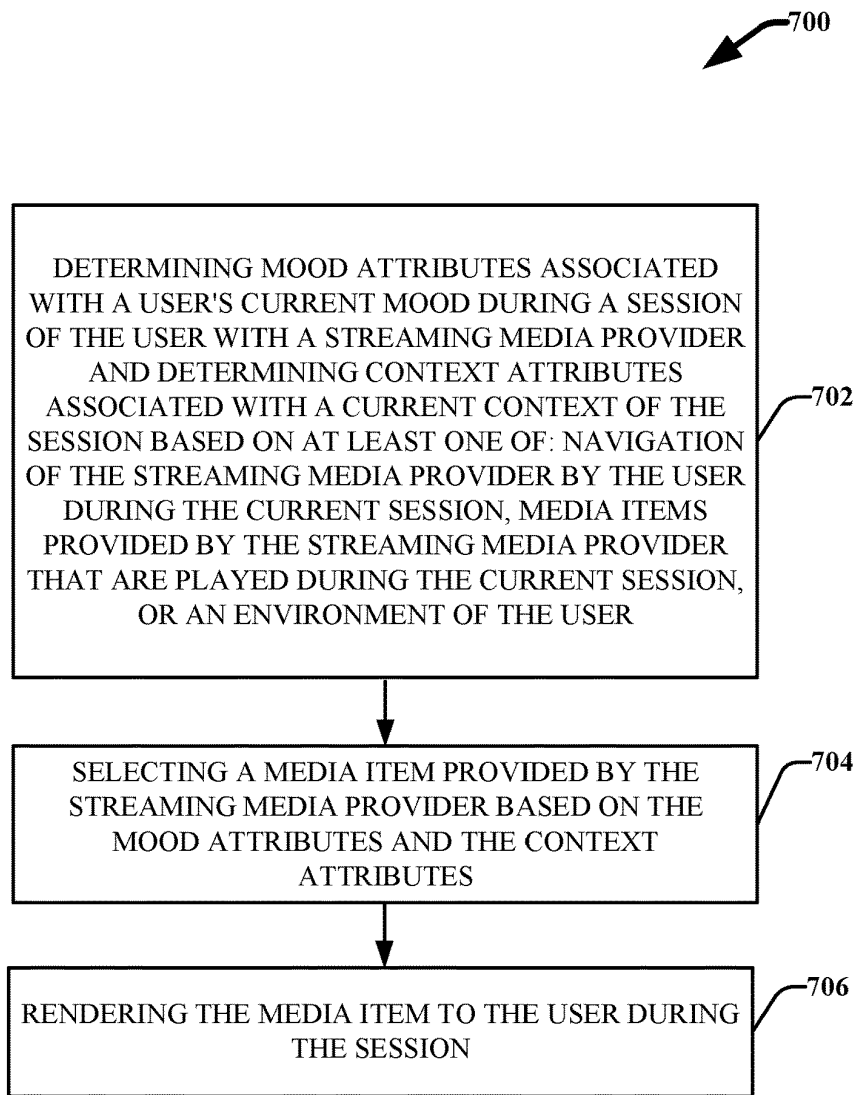 700
DETERMINING MOOD ATTRIBUTES ASSOCIATED
WITH A USER'S CURRENT MOOD DURING A SESSION
OF THE USER WITH A STREAMING MEDIA PROVIDER
AND DETERMINING CONTEXT ATTRIBUTES
ASSOCIATED WITH A CURRENT CONTEXT OF THE
SESSION BASED ON AT LEAST ONE OF: NAVIGATION
OF THE STREAMING MEDIA PROVIDER BY THE USER
DURING THE CURRENT SESSION, MEDIA ITEMS
PROVIDED BY THE STREAMING MEDIA PROVIDER
THAT ARE PLAYED DURING THE CURRENT SESSION,
OR AN ENVIRONMENT OF THE USER
702
SELECTING A MEDIA ITEM PROVIDED BY THE
STREAMING MEDIA PROVIDER BASED ON THE
MOOD ATTRIBUTES AND THE CONTEXT
ATTRIBUTES
704
RENDERING THE MEDIA ITEM TO THE USER DURING
THE SESSION
706